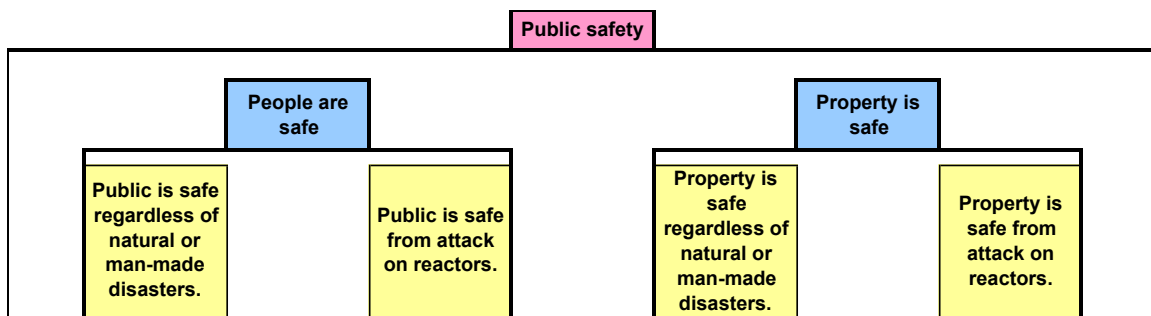 Public safety
People are
safe
Property is
safe
Public is safe
regardless of
natural or
man-made
disasters.
Public is safe
from attack
on reactors.
Property is
safe
regardless of
natural or
man-made
disasters.
Property is
safe from
attack on
reactors.